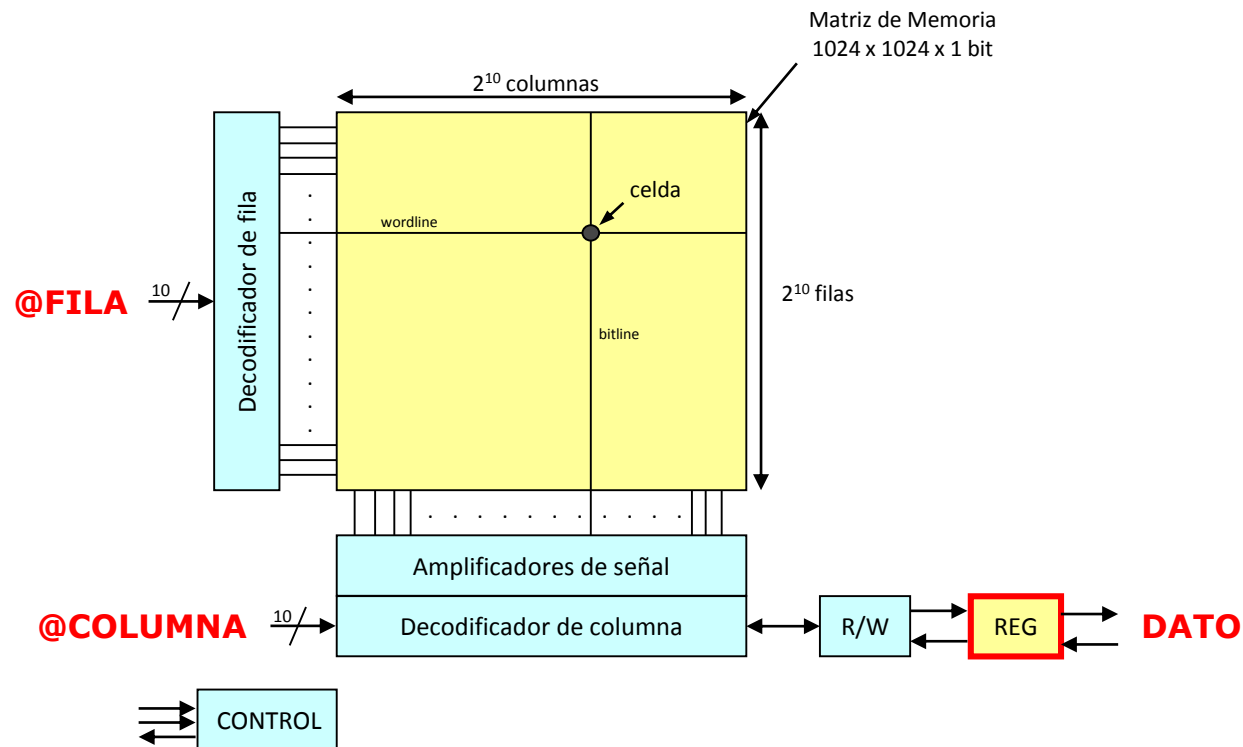 Matriz de Memoria
1024 x 1024 x 1 bit
2¹⁰ columnas
Decodificador de fila
celda
wordline
@FILA
10
2¹⁰ filas
bitline
Amplificadores de señal
@COLUMNA
10
Decodificador de columna
R/W
REG
DATO
CONTROL